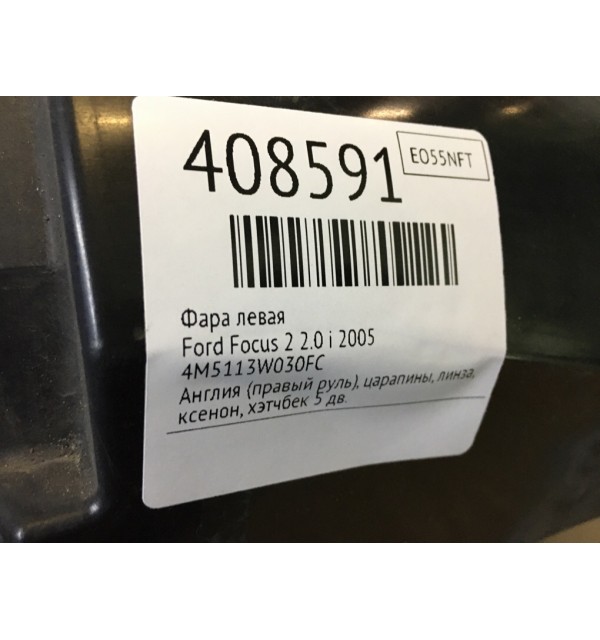 408591
EO55NFT
Фара левая
Ford Focus 2 2.0 i 2005
4M5113W030FC
Англия (правый руль), царапины, линза,
ксенон, хэтчбек 5 дв.